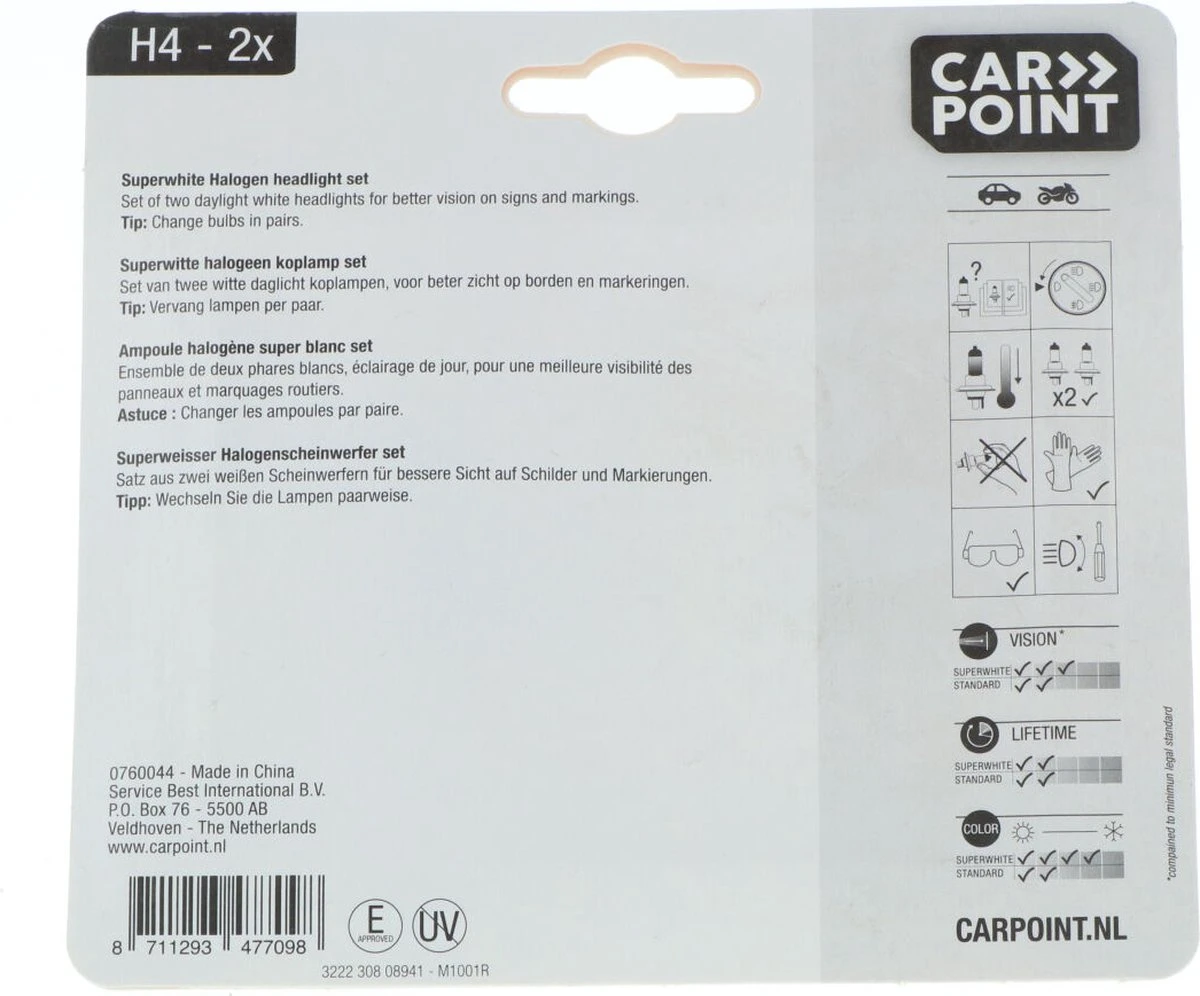 H4 - 2x
CAR>>
POINT
Superwhite Halogen headlight set
Set of two daylight white headlights for better vision on signs and markings.
Tip: Change bulbs in pairs.
Superwitte halogeen koplamp set
Set van twee witte daglicht koplampen, voor beter zicht op borden en markeringen.
Tip: Vervang lampen per paar.
Ampoule halogène super blanc set
Ensemble de deux phares blancs, éclairage de jour, pour une meilleure visibilité des
panneaux et marquages routiers.
Astuce : Changer les ampoules par paire.
Superweisser Halogenscheinwerfer set
Satz aus zwei weißen Scheinwerfern für bessere Sicht auf Schilder und Markierungen.
Tipp: Wechseln Sie die Lampen paarweise.
?
x2
VISION*
SUPERWHITE
STANDARD
LIFETIME
SUPERWHITE
STANDARD
COLOR
SUPERWHITE
STANDARD
*compained to minimun legal standard
CARPOINT.NL
0760044 - Made in China
Service Best International B.V.
P.O. Box 76 - 5500 AB
Veldhoven - The Netherlands
www.carpoint.nl
8 711293 477098
E
APPROVED
UV
3222 308 08941 - M1001R